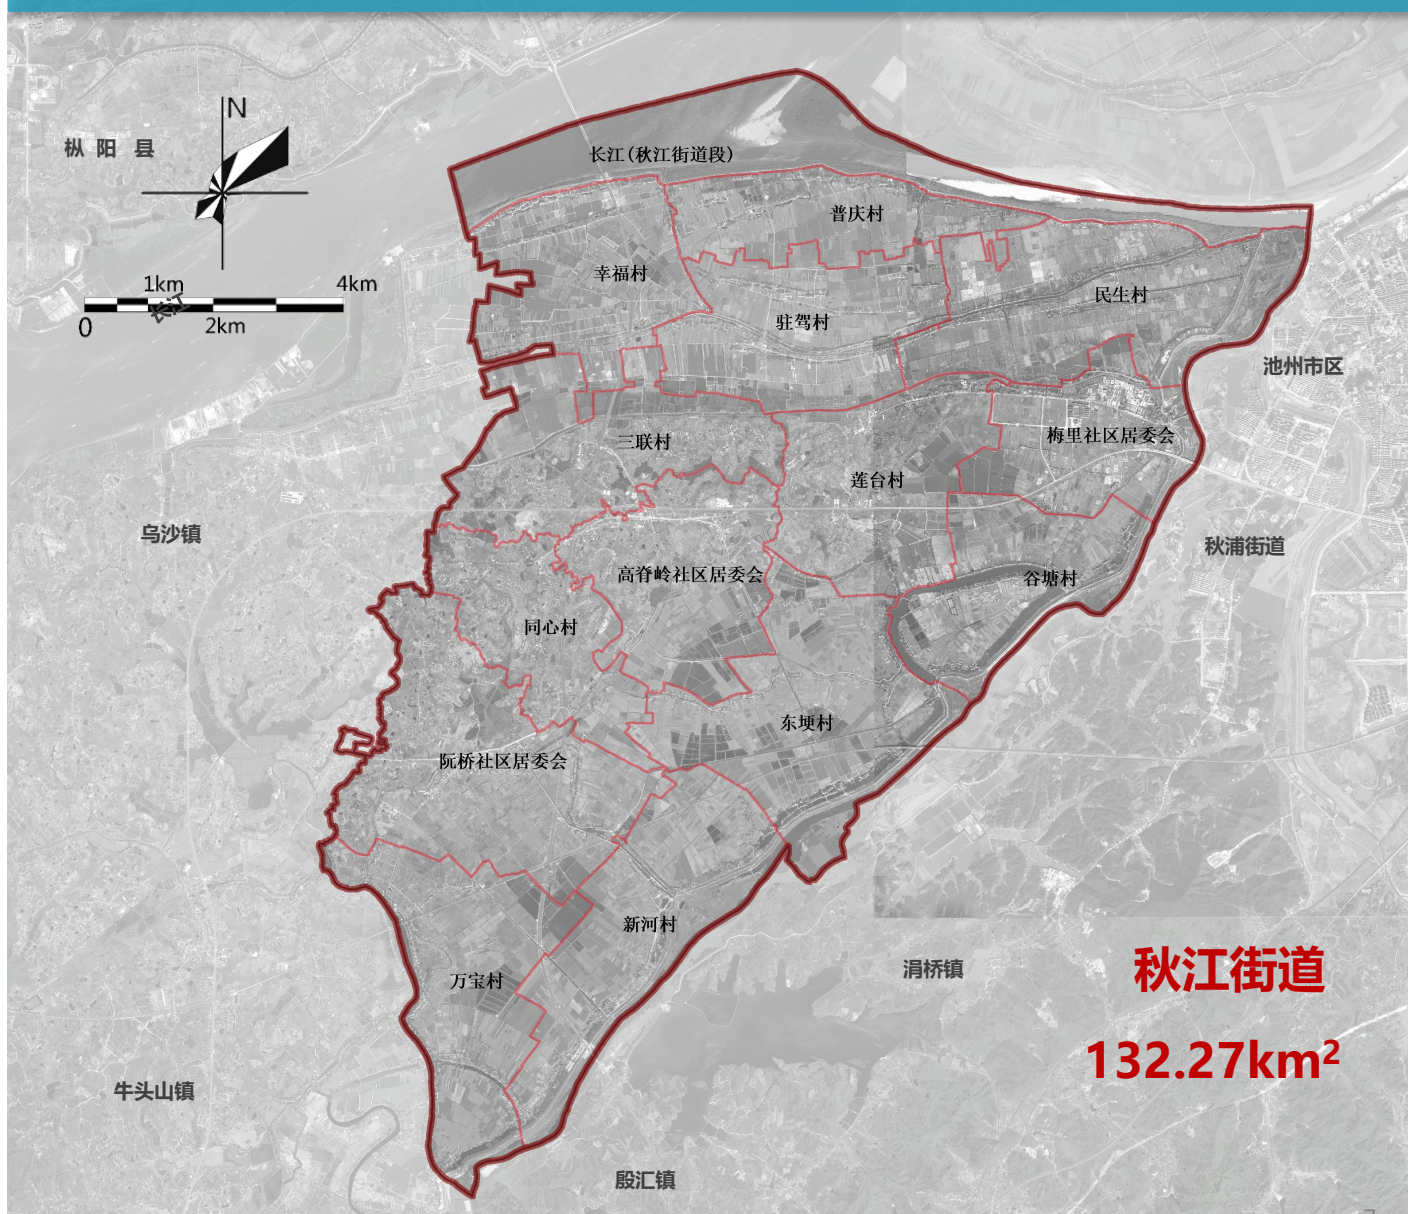 N
枞 阳 县
长江(秋江街道段)
普庆村
幸福村
1km
4km
长江
0
2km
民生村
驻驾村
池州市区
三联村
梅里社区居委会
莲台村
乌沙镇
秋浦街道
高脊岭社区居委会
谷塘村
同心村
东埂村
阮桥社区居委会
新河村
涓桥镇
秋江街道
万宝村
132.27km²
牛头山镇
殷汇镇